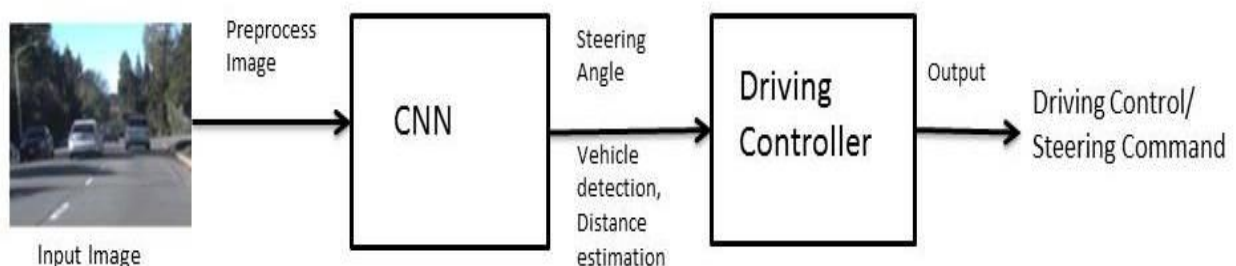 Input Image
Preprocess
Image
CNN
Steering
Angle
Vehicle
detection,
Distance
estimation
Driving
Controller
Output
Driving Control/
Steering Command